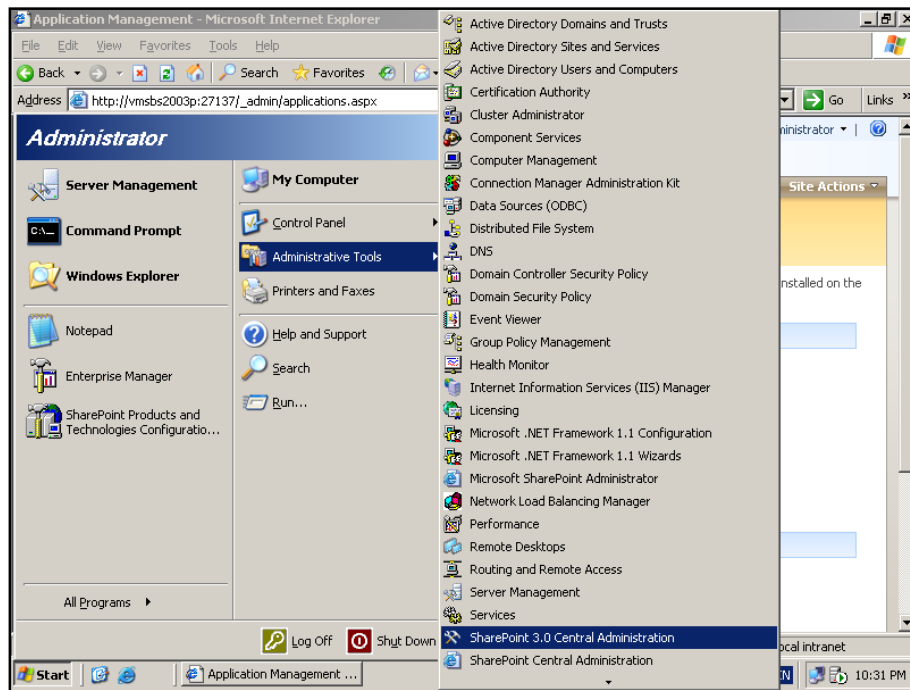 Application Management - Microsoft Internet Explorer
File Edit View Favorites Tools Help
Back Search Favorites
Address http://vmsbs2003p:27137/_admin/applications.aspx Go Links »
Administrator
Server Management
Command Prompt
Windows Explorer
Notepad
Enterprise Manager
SharePoint Products and
Technologies Configuratio...
All Programs
My Computer
Control Panel
Administrative Tools
Printers and Faxes
Help and Support
Search
Run...
Log Off Shut Down
Active Directory Domains and Trusts
Active Directory Sites and Services
Active Directory Users and Computers
Certification Authority
Cluster Administrator
Component Services
Computer Management
Connection Manager Administration Kit
Data Sources (ODBC)
Distributed File System
DNS
Domain Controller Security Policy
Domain Security Policy
Event Viewer
Group Policy Management
Health Monitor
Internet Information Services (IIS) Manager
Licensing
Microsoft .NET Framework 1.1 Configuration
Microsoft .NET Framework 1.1 Wizards
Microsoft SharePoint Administrator
Network Load Balancing Manager
Performance
Remote Desktops
Routing and Remote Access
Server Management
Services
SharePoint 3.0 Central Administration
SharePoint Central Administration
ministrator
Site Actions
nstalled on the
ocal intranet
Start Application Management ... 10:31 PM